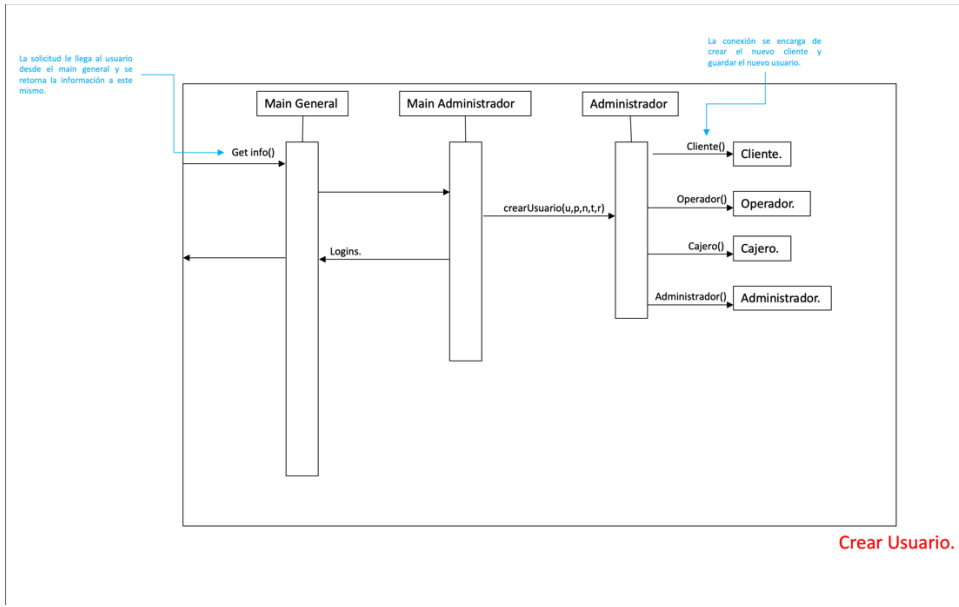 La conexión se encarga de
crear el nuevo cliente y
guardar el nuevo usuario.
La solicitud le llega al usuario
desde el main general y se
retorna la información a este
mismo.
Main General
Main Administrador
Administrador
Get info()
Cliente()
Cliente.
Operador()
Operador.
crearUsuario(u,p,n,t,r)
Logins.
Cajero()
Cajero.
Administrador()
Administrador.
Crear Usuario.